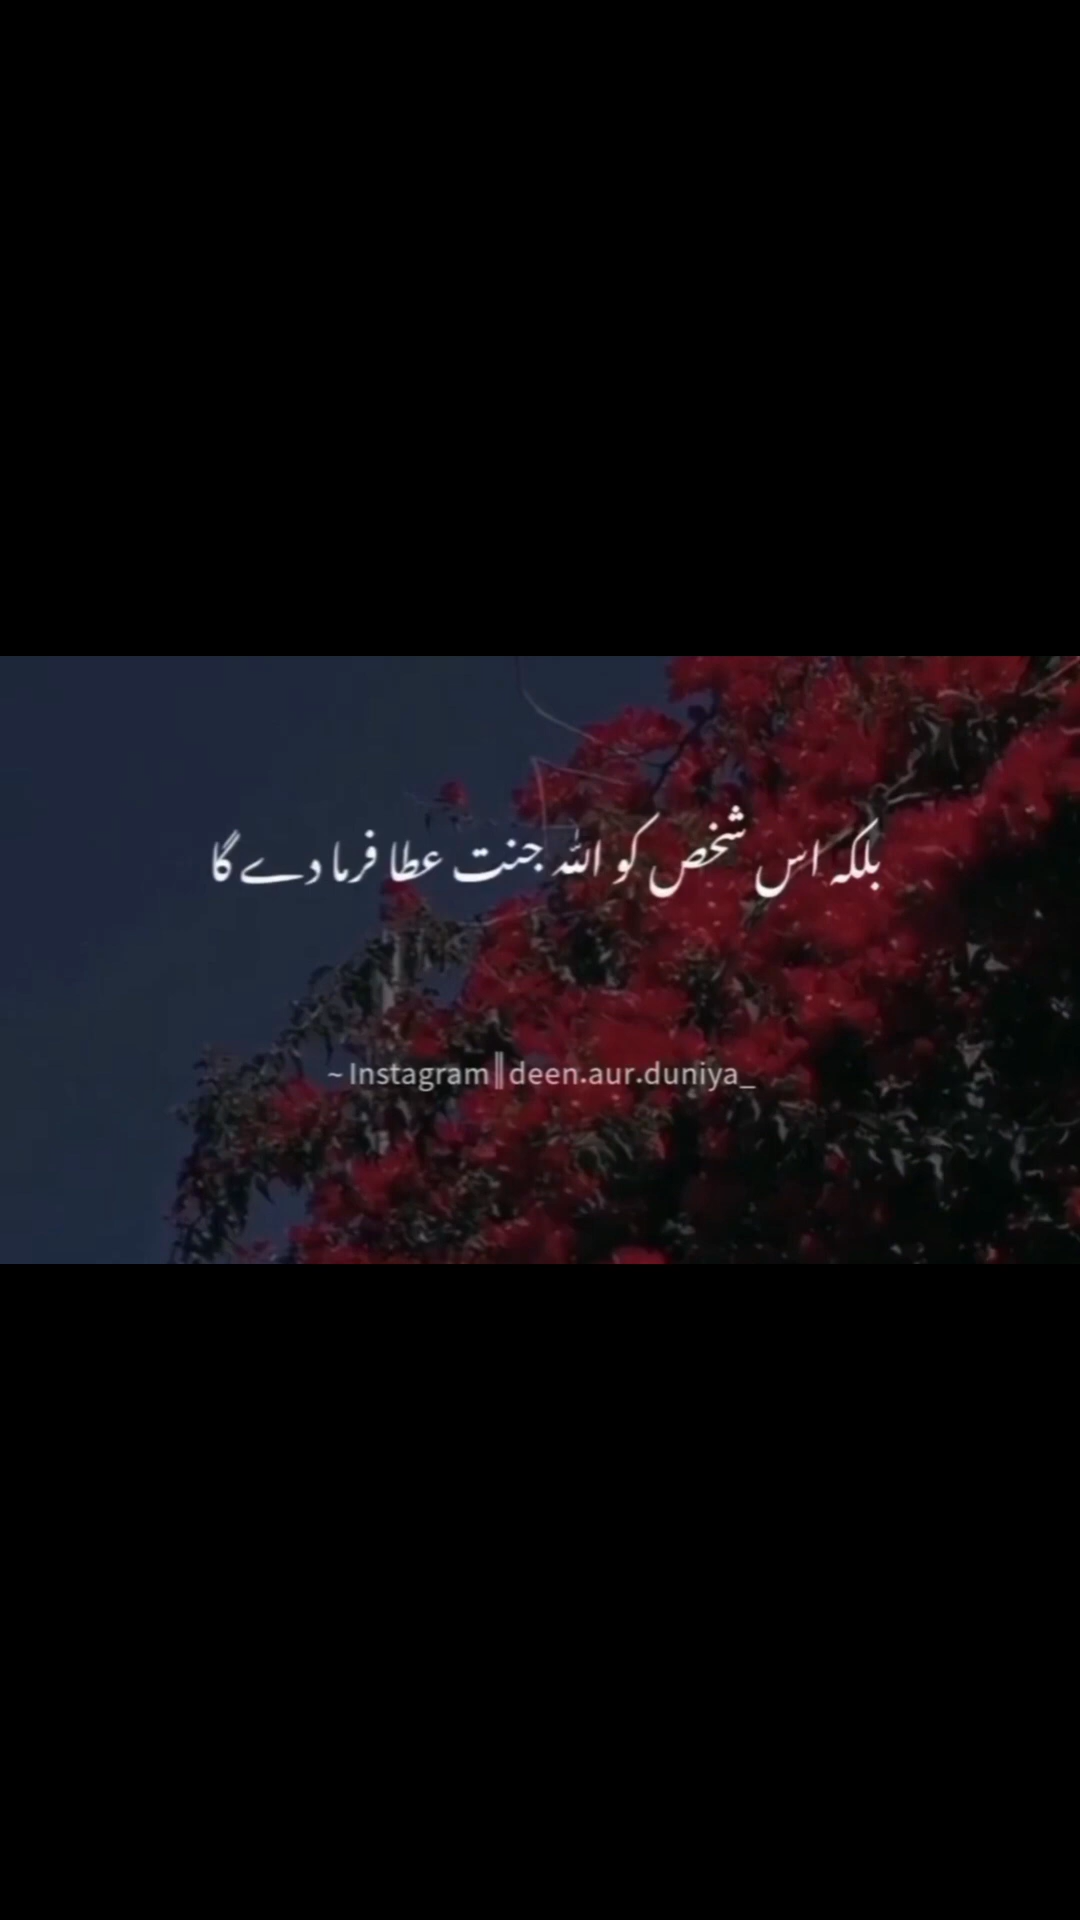 بلکہ اس شخص کو اللہ جنت عطا فرما دے گا
~ Instagram║deen.aur.duniya_